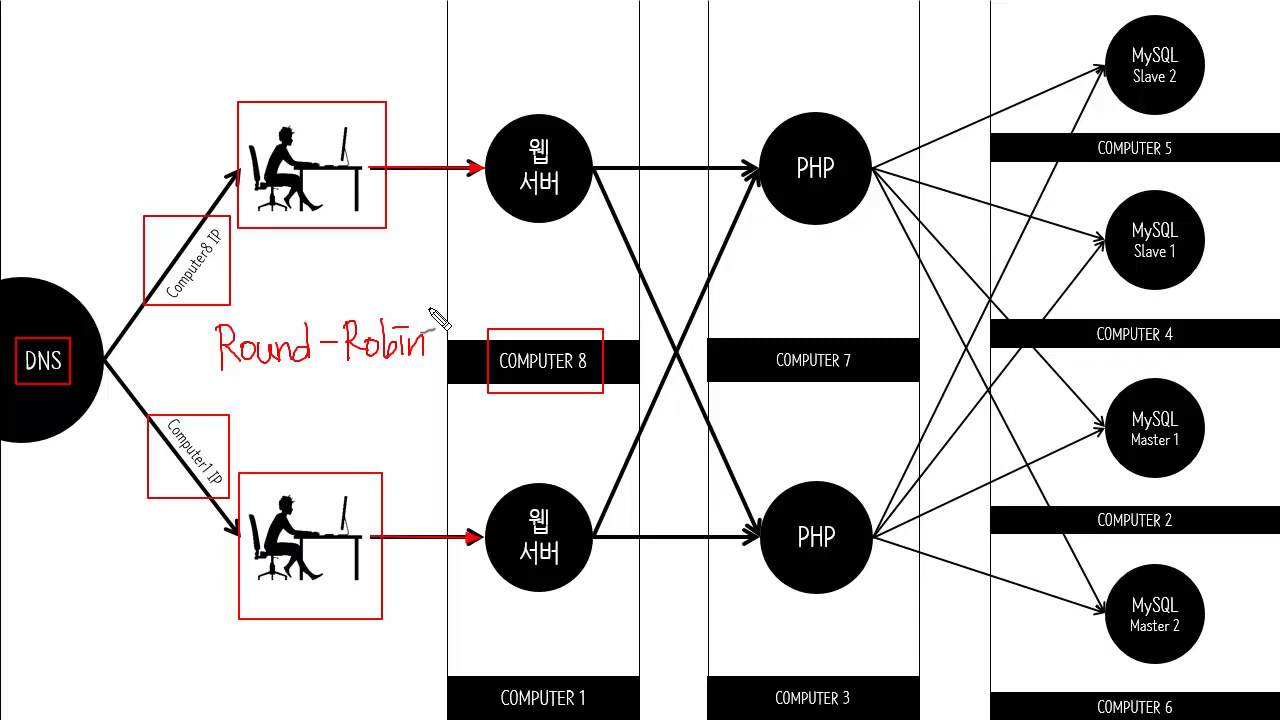 DNS
Computer8 IP
Computer1 IP
Round-Robin
웹
서버
COMPUTER 8
웹
서버
COMPUTER 1
PHP
COMPUTER 7
PHP
COMPUTER 3
MySQL
Slave 2
COMPUTER 5
MySQL
Slave 1
COMPUTER 4
MySQL
Master 1
COMPUTER 2
MySQL
Master 2
COMPUTER 6